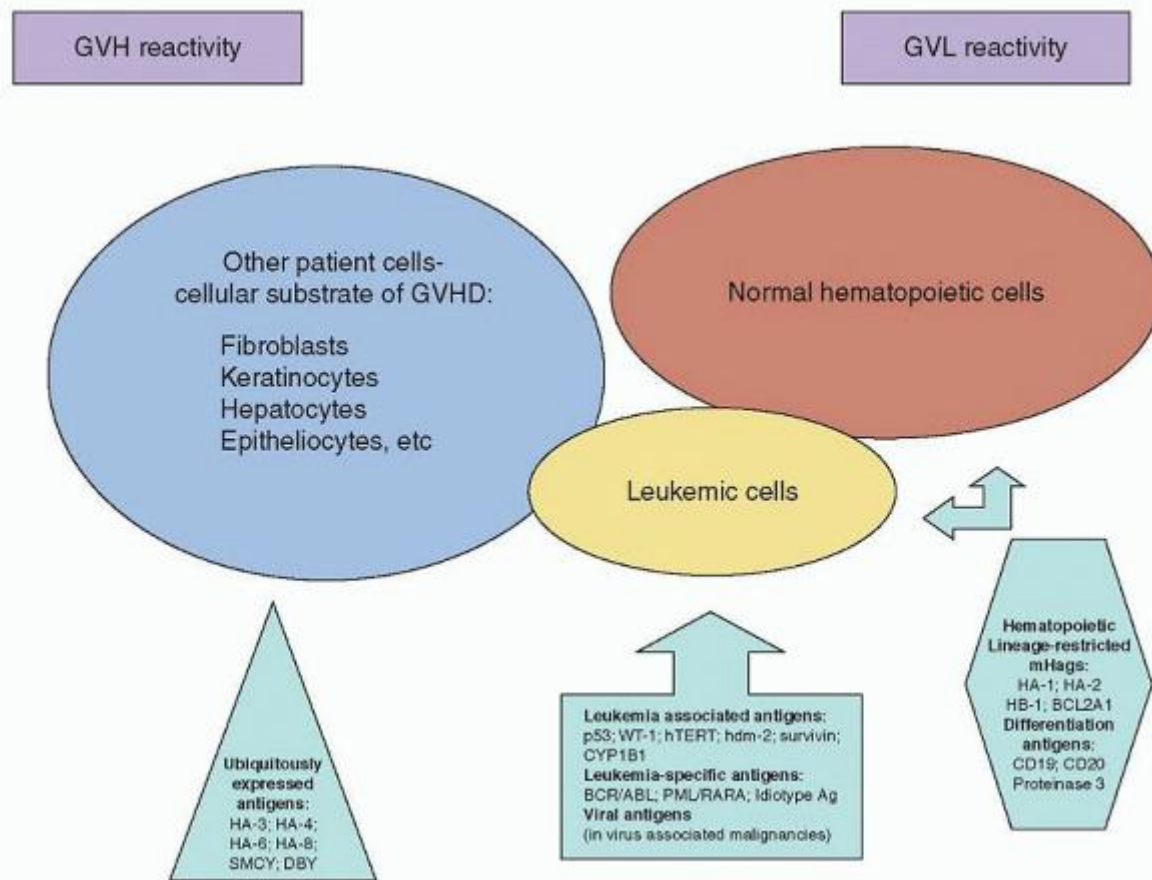 GVH reactivity
GVL reactivity
Other patient cells-
cellular substrate of GVHD:
Fibroblasts
Keratinocytes
Hepatocytes
Epitheliocytes, etc
Normal hematopoietic cells
Leukemic cells
Ubiquitously
expressed
antigens:
HA-3; HA-4;
HA-6; HA-8;
SMCY; DBY
Leukemia associated antigens:
p53; WT-1; hTERT; hdm-2; survivin;
CYP1B1
Leukemia-specific antigens:
BCR/ABL; PML/RARA; Idiotype Ag
Viral antigens
(in virus associated malignancies)
Hematopoietic
Lineage-restricted
mHags:
HA-1; HA-2
HB-1; BCL2A1
Differentiation
antigens:
CD19; CD20
Proteinase 3